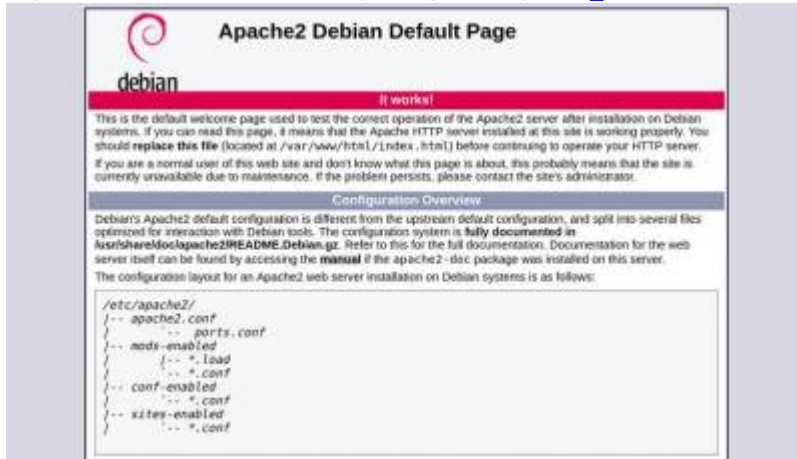 Apache2 Debian Default Page
debian
It works!
This is the default welcome page used to test the correct operation of the Apache2 server after installation on Debian
systems. If you can read this page, it means that the Apache HTTP server installed at this site is working properly. You
should replace this file (located at /var/www/html/index.html) before continuing to operate your HTTP server.
If you are a normal user of this web site and don't know what this page is about, this probably means that the site is
currently unavailable due to maintenance. If the problem persists, please contact the site's administrator.
Configuration Overview
Debian's Apache2 default configuration is different from the upstream default configuration, and split into several files
optimized for interaction with Debian tools. The configuration system is fully documented in
/usr/share/doc/apache2/README.Debian.gz. Refer to this for the full documentation. Documentation for the web
server itself can be found by accessing the manual if the apache2-doc package was installed on this server.
The configuration layout for an Apache2 web server installation on Debian systems is as follows:
/etc/apache2/
|-- apache2.conf
|       `--  ports.conf
|-- mods-enabled
|       |-- *.load
|       `-- *.conf
|-- conf-enabled
|       `-- *.conf
|-- sites-enabled
|       `-- *.conf